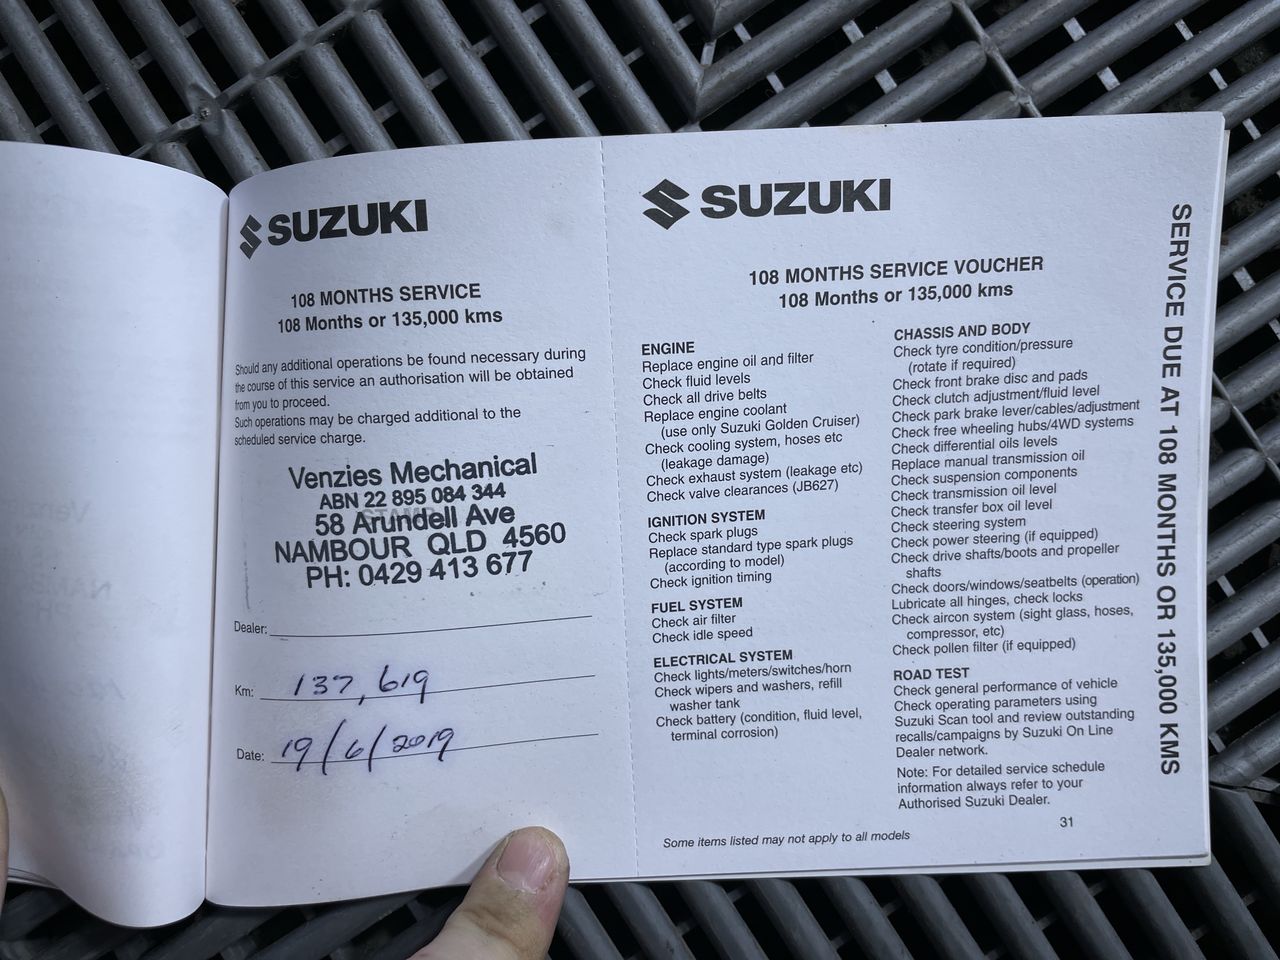 SUZUKI
108 MONTHS SERVICE
108 Months or 135,000 kms
Should any additional operations be found necessary during
the course of this service an authorisation will be obtained
from you to proceed.
Such operations may be charged additional to the
scheduled service charge.
Venzies Mechanical
ABN 22 895 084 344
58 Arundell Ave
NAMBOUR QLD 4560
PH: 0429 413 677
Dealer:
Km: 137,619
Date: 19/6/2019
SUZUKI
108 MONTHS SERVICE VOUCHER
108 Months or 135,000 kms
ENGINE
Replace engine oil and filter
Check fluid levels
Check all drive belts
Replace engine coolant
(use only Suzuki Golden Cruiser)
Check cooling system, hoses etc
(leakage damage)
Check exhaust system (leakage etc)
Check valve clearances (JB627)
IGNITION SYSTEM
Check spark plugs
Replace standard type spark plugs
(according to model)
Check ignition timing
FUEL SYSTEM
Check air filter
Check idle speed
ELECTRICAL SYSTEM
Check lights/meters/switches/horn
Check wipers and washers, refill
washer tank
Check battery (condition, fluid level,
terminal corrosion)
CHASSIS AND BODY
Check tyre condition/pressure
(rotate if required)
Check front brake disc and pads
Check clutch adjustment/fluid level
Check park brake lever/cables/adjustment
Check free wheeling hubs/4WD systems
Check differential oils levels
Replace manual transmission oil
Check suspension components
Check transmission oil level
Check transfer box oil level
Check steering system
Check power steering (if equipped)
Check drive shafts/boots and propeller
shafts
Check doors/windows/seatbelts (operation)
Lubricate all hinges, check locks
Check aircon system (sight glass, hoses,
compressor, etc)
Check pollen filter (if equipped)
ROAD TEST
Check general performance of vehicle
Check operating parameters using
Suzuki Scan tool and review outstanding
recalls/campaigns by Suzuki On Line
Dealer network.
Note: For detailed service schedule
information always refer to your
Authorised Suzuki Dealer.
31
Some items listed may not apply to all models
SERVICE DUE AT 108 MONTHS OR 135,000 KMS